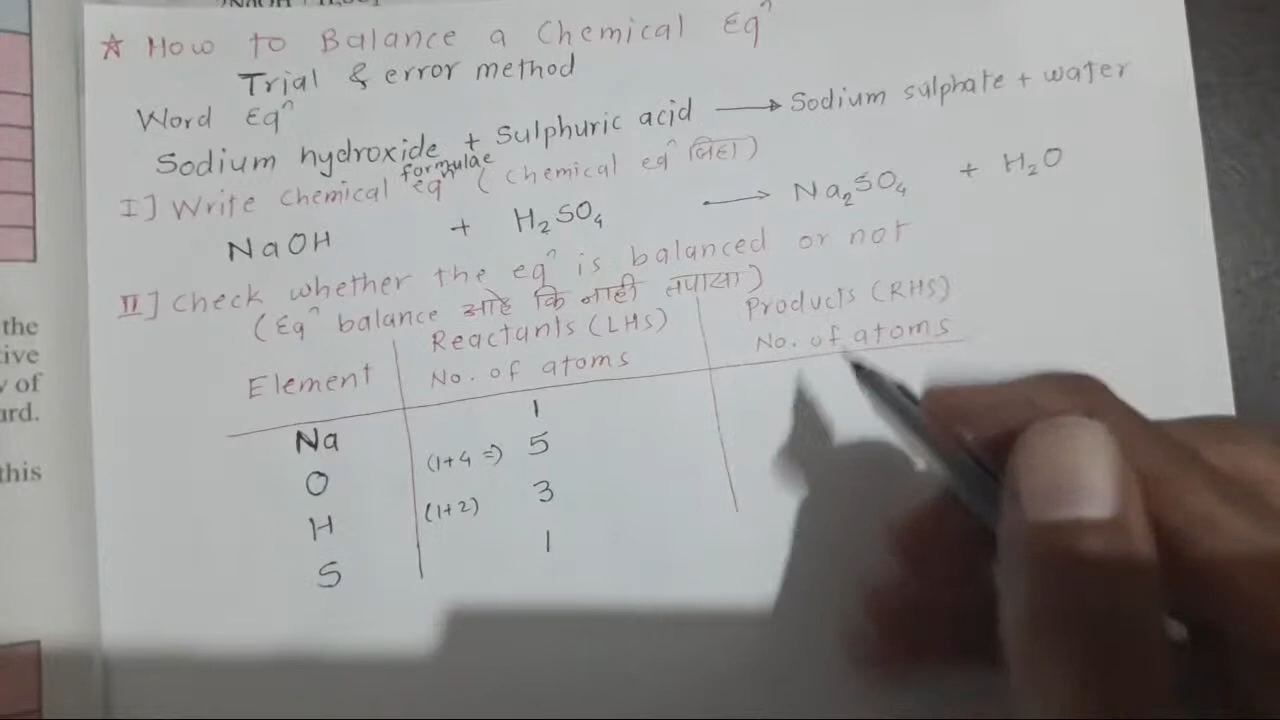 ☆ How to Balance a Chemical Eqⁿ
Trial & error method
Word Eqⁿ
Sodium hydroxide + Sulphuric acid → Sodium sulphate + water
I] Write chemical formulae eqⁿ (chemical eqⁿ लिहा)
NaOH + H₂SO₄ → Na₂SO₄ + H₂O
II] Check whether the eqⁿ is balanced or not
(Eqⁿ balance आहे कि नाही तपासा)
Element Reactants (LHS) Products (RHS)
No. of atoms No. of atoms
Na 1
O (1+4 =) 5
H (1+2) 3
S 1
the
ive
of
ard.
this